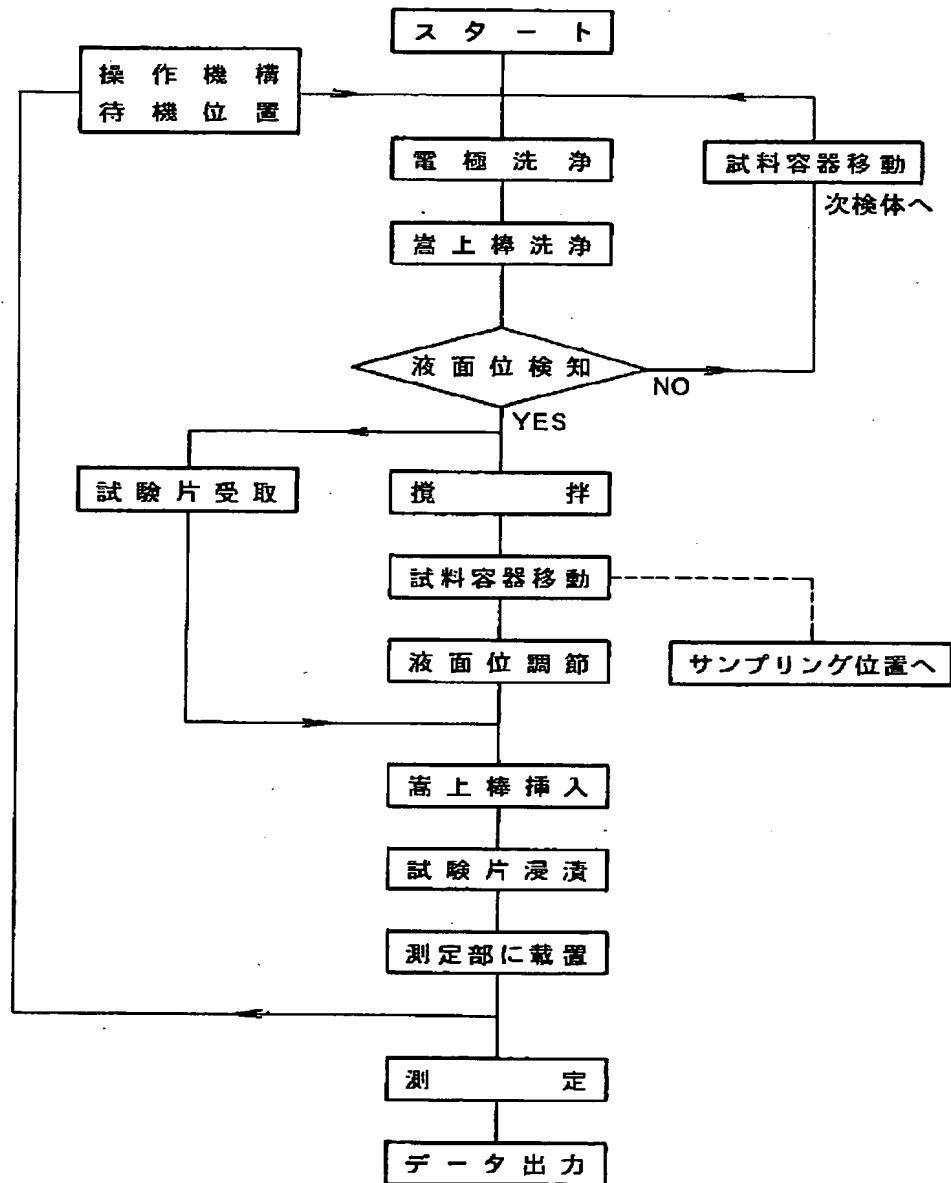 スタート
操作機構
待機位置
電極洗浄
試料容器移動
次検体へ
嵩上棒洗浄
液面位検知
NO
YES
試験片受取
撹拌
試料容器移動
液面位調節
サンプリング位置へ
嵩上棒挿入
試験片浸漬
測定部に載置
測定
データ出力